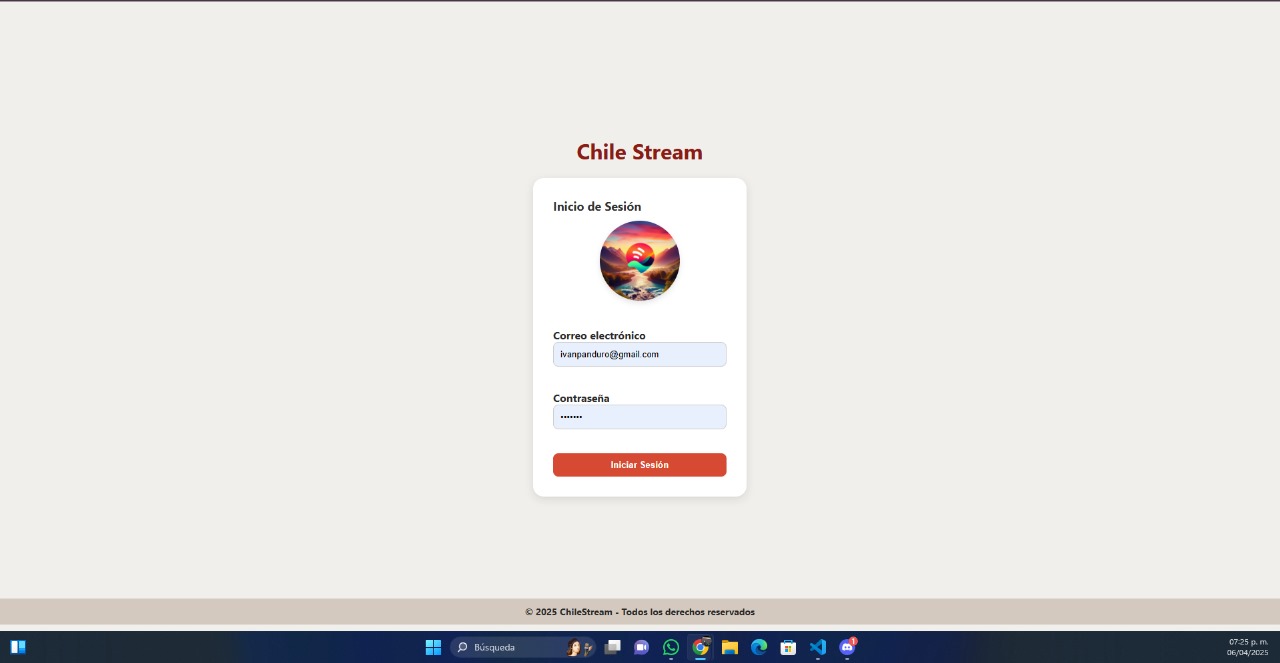 Chile Stream
Inicio de Sesión
Correo electrónico
ivanpanduro@gmail.com
Contraseña
•••••••
Iniciar Sesión
© 2025 ChileStream - Todos los derechos reservados
Búsqueda
1
07:25 p. m.
06/04/2025